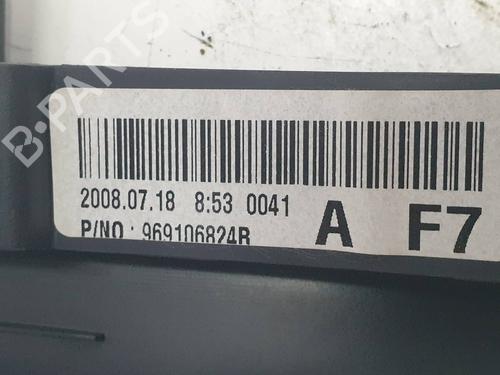 B-PARTS
2008.07.18 8:53 0041
P/NO : 969106824R
A F7